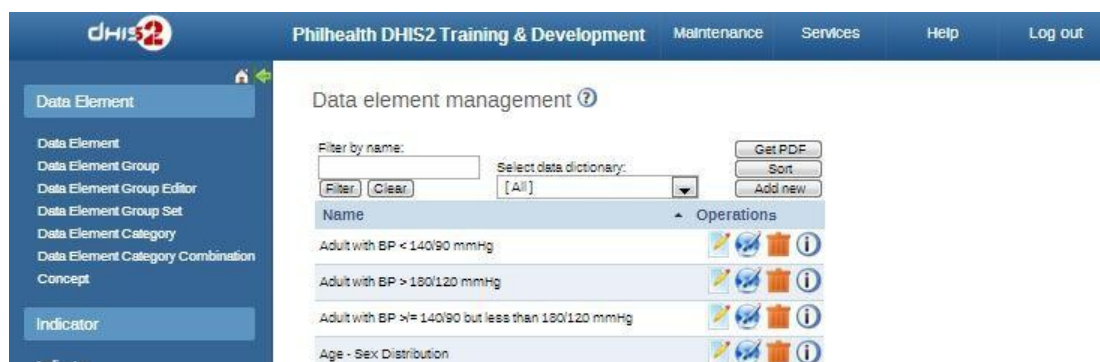 dHIS2
Philhealth DHIS2 Training & Development Maintenance Services Help Log out
Data Element
Data Element
Data Element Group
Data Element Group Editor
Data Element Group Set
Data Element Category
Data Element Category Combination
Concept
Indicator
Data element management
Filter by name:
Select data dictionary:
Filter Clear
[ All ]
Get PDF
Sort
Add new
Name Operations
Adult with BP < 140/90 mmHg
Adult with BP > 180/120 mmHg
Adult with BP >/= 140/90 but less than 180/120 mmHg
Age - Sex Distribution